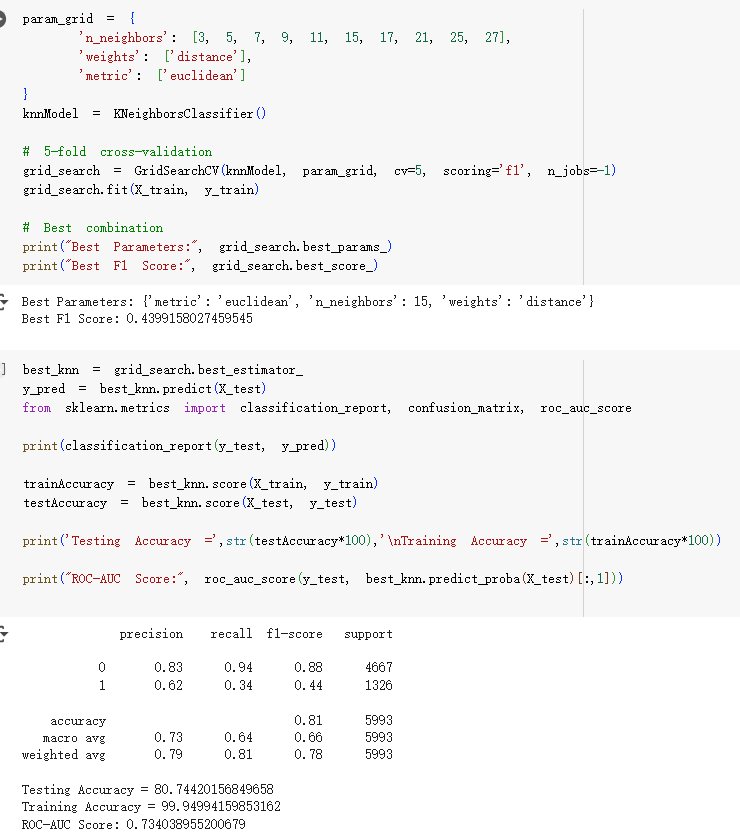 param_grid = {
'n_neighbors': [3, 5, 7, 9, 11, 15, 17, 21, 25, 27],
'weights': ['distance'],
'metric': ['euclidean']
}
knnModel = KNeighborsClassifier()
# 5-fold cross-validation
grid_search = GridSearchCV(knnModel, param_grid, cv=5, scoring='f1', n_jobs=-1)
grid_search.fit(X_train, y_train)
# Best combination
print("Best Parameters:", grid_search.best_params_)
print("Best F1 Score:", grid_search.best_score_)
Best Parameters: {'metric': 'euclidean', 'n_neighbors': 15, 'weights': 'distance'}
Best F1 Score: 0.4399158027459545
best_knn = grid_search.best_estimator_
y_pred = best_knn.predict(X_test)
from sklearn.metrics import classification_report, confusion_matrix, roc_auc_score
print(classification_report(y_test, y_pred))
trainAccuracy = best_knn.score(X_train, y_train)
testAccuracy = best_knn.score(X_test, y_test)
print('Testing Accuracy =',str(testAccuracy*100),'\nTraining Accuracy =',str(trainAccuracy*100))
print("ROC-AUC Score:", roc_auc_score(y_test, best_knn.predict_proba(X_test)[:,1]))
precision recall f1-score support
0 0.83 0.94 0.88 4667
1 0.62 0.34 0.44 1326
accuracy 0.81 5993
macro avg 0.73 0.64 0.66 5993
weighted avg 0.79 0.81 0.78 5993
Testing Accuracy = 80.74420156849658
Training Accuracy = 99.94994159853162
ROC-AUC Score: 0.734038955200679